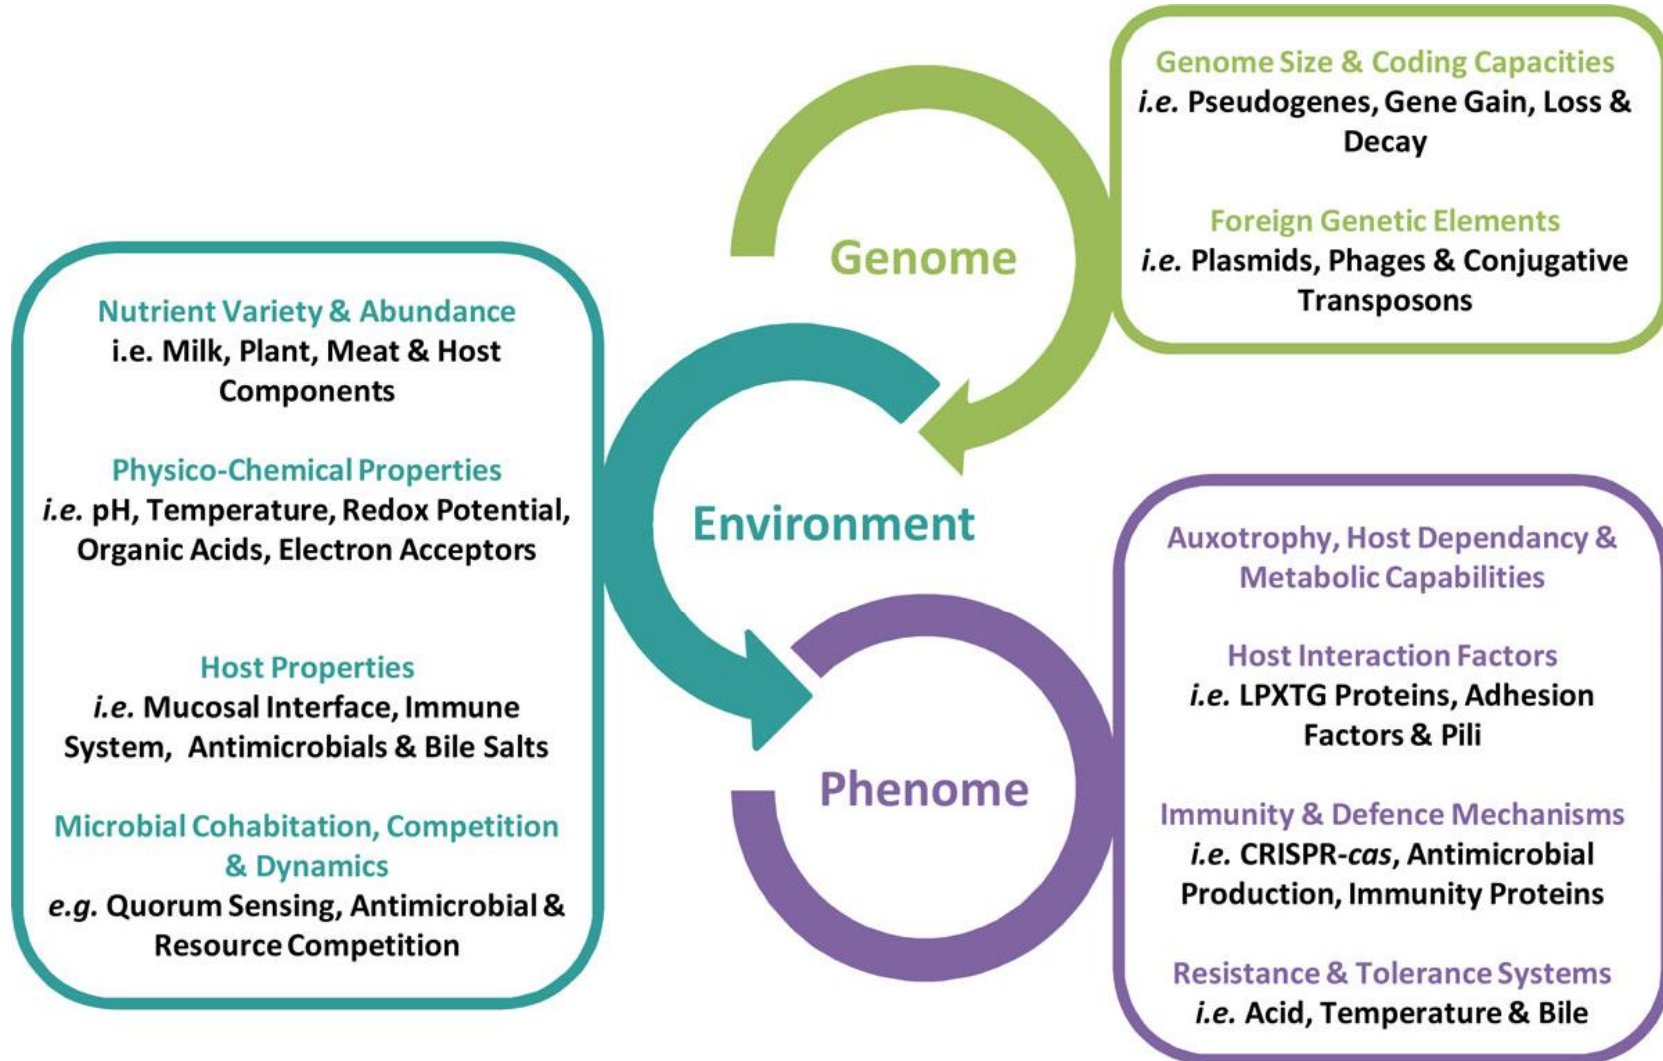 Genome Size & Coding Capacities
i.e. Pseudogenes, Gene Gain, Loss &
Decay
Foreign Genetic Elements
i.e. Plasmids, Phages & Conjugative
Transposons
Genome
Nutrient Variety & Abundance
i.e. Milk, Plant, Meat & Host
Components
Physico-Chemical Properties
i.e. pH, Temperature, Redox Potential,
Organic Acids, Electron Acceptors
Host Properties
i.e. Mucosal Interface, Immune
System, Antimicrobials & Bile Salts
Microbial Cohabitation, Competition
& Dynamics
e.g. Quorum Sensing, Antimicrobial &
Resource Competition
Environment
Phenome
Auxotrophy, Host Dependancy &
Metabolic Capabilities
Host Interaction Factors
i.e. LPXTG Proteins, Adhesion
Factors & Pili
Immunity & Defence Mechanisms
i.e. CRISPR-cas, Antimicrobial
Production, Immunity Proteins
Resistance & Tolerance Systems
i.e. Acid, Temperature & Bile